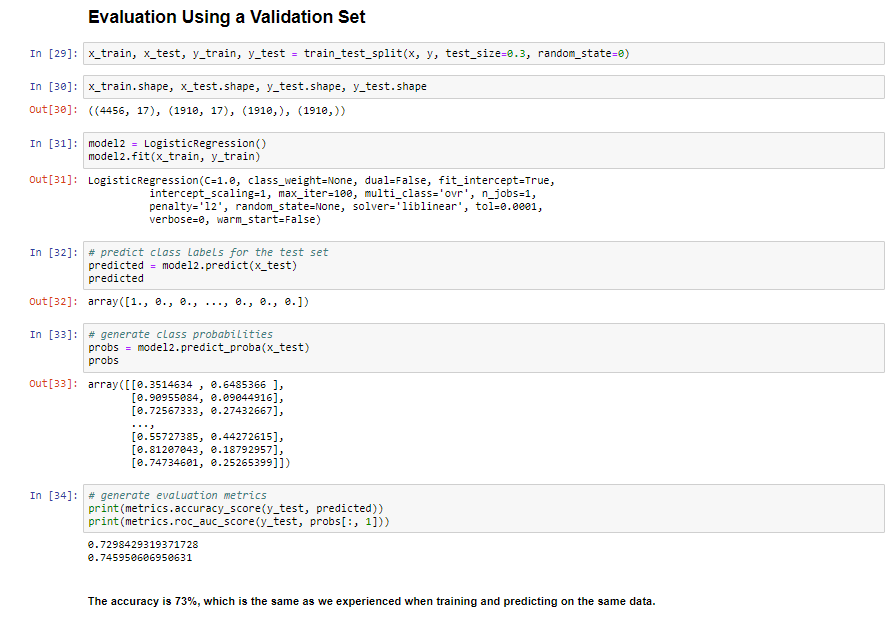 Evaluation Using a Validation Set
In [29]: x_train, x_test, y_train, y_test = train_test_split(x, y, test_size=0.3, random_state=0)
In [30]: x_train.shape, x_test.shape, y_test.shape, y_test.shape
Out[30]: ((4456, 17), (1910, 17), (1910,), (1910,))
In [31]: model2 = LogisticRegression()
model2.fit(x_train, y_train)
Out[31]: LogisticRegression(C=1.0, class_weight=None, dual=False, fit_intercept=True,
intercept_scaling=1, max_iter=100, multi_class='ovr', n_jobs=1,
penalty='l2', random_state=None, solver='liblinear', tol=0.0001,
verbose=0, warm_start=False)
In [32]: # predict class labels for the test set
predicted = model2.predict(x_test)
predicted
Out[32]: array([1., 0., 0., ..., 0., 0., 0.])
In [33]: # generate class probabilities
probs = model2.predict_proba(x_test)
probs
Out[33]: array([[0.3514634 , 0.6485366 ],
[0.90955084, 0.09044916],
[0.72567333, 0.27432667],
...,
[0.55727385, 0.44272615],
[0.81207043, 0.18792957],
[0.74734601, 0.25265399]])
In [34]: # generate evaluation metrics
print(metrics.accuracy_score(y_test, predicted))
print(metrics.roc_auc_score(y_test, probs[:, 1]))
0.7298429319371728
0.745950606950631
The accuracy is 73%, which is the same as we experienced when training and predicting on the same data.